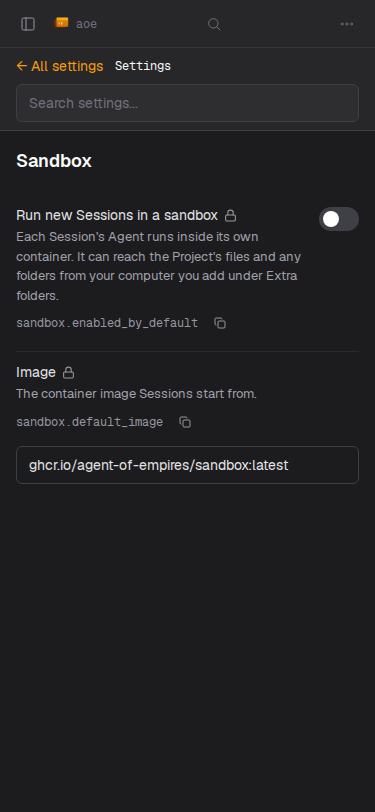 aoe
← All settings Settings
Search settings...
Sandbox
Run new Sessions in a sandbox
Each Session's Agent runs inside its own
container. It can reach the Project's files and any
folders from your computer you add under Extra
folders.
sandbox.enabled_by_default
Image
The container image Sessions start from.
sandbox.default_image
ghcr.io/agent-of-empires/sandbox:latest